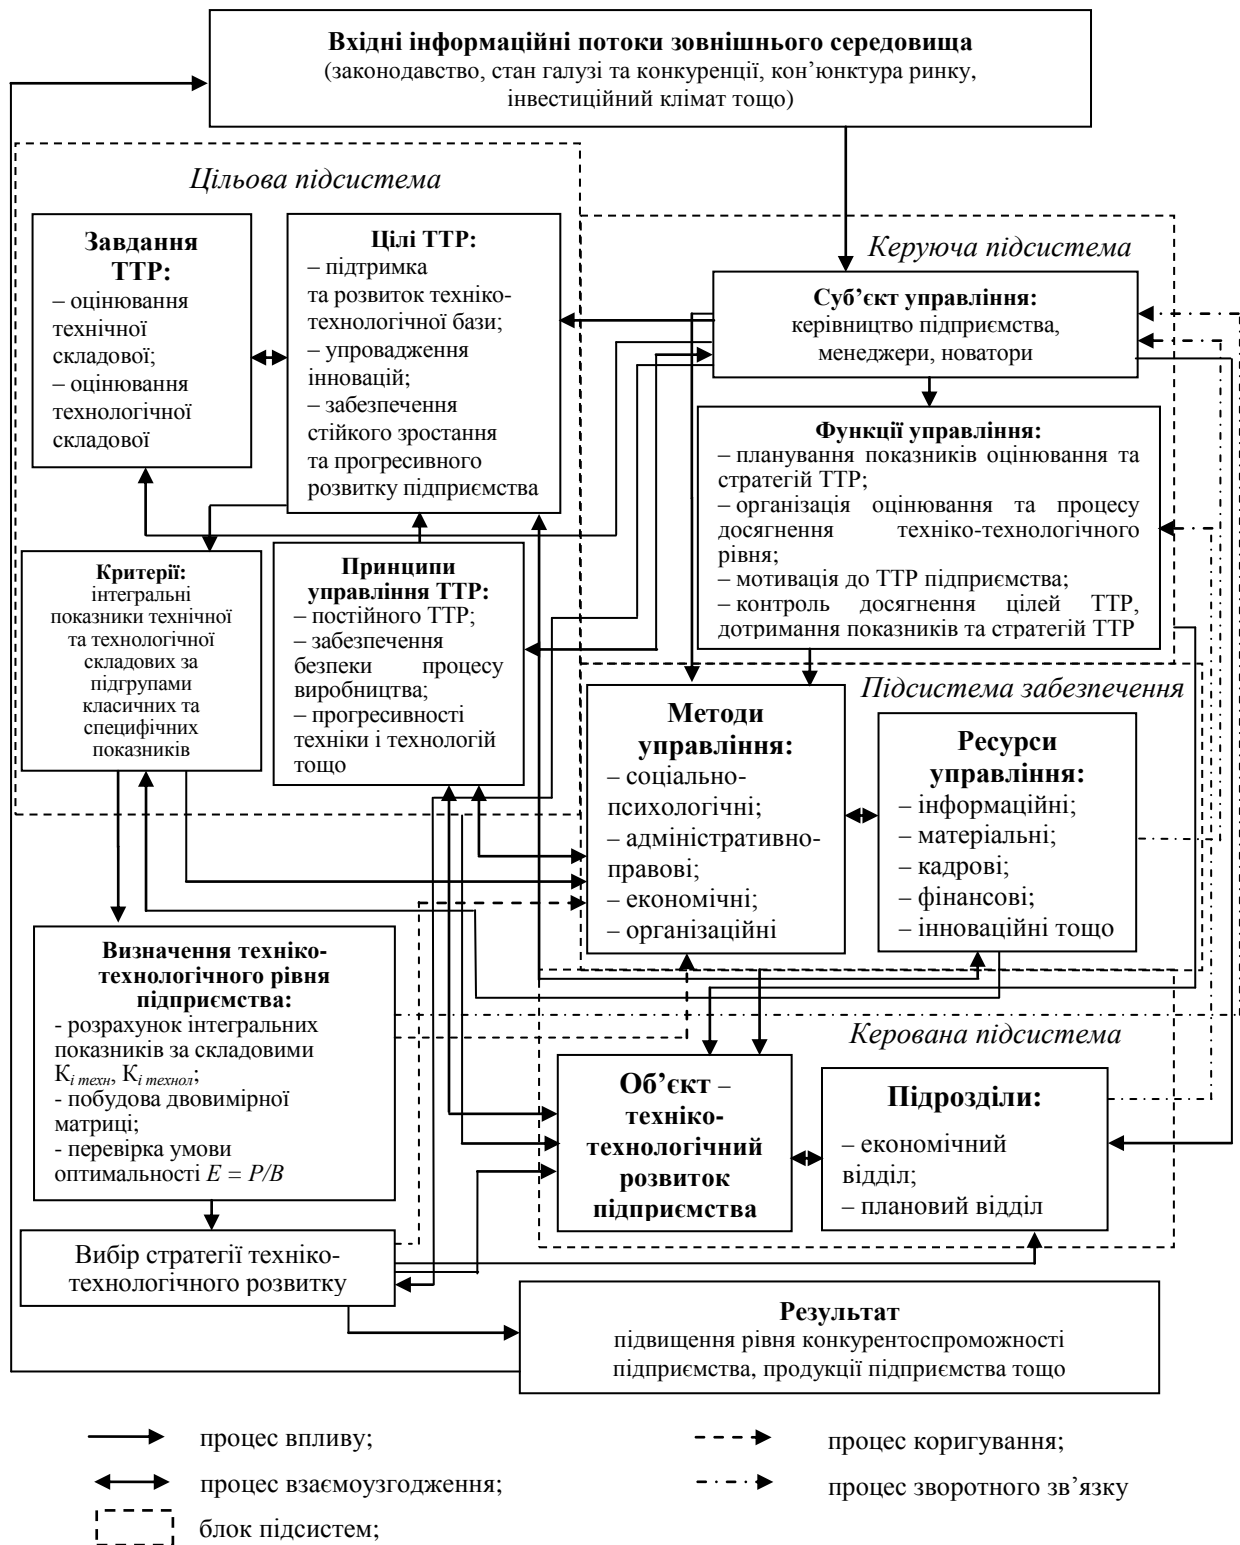 Вхідні інформаційні потоки зовнішнього середовища
(законодавство, стан галузі та конкуренції, кон’юнктура ринку,
інвестиційний клімат тощо)
Цільова підсистема
Завдання
ТТР:
– оцінювання
технічної
складової;
– оцінювання
технологічної
складової
Цілі ТТР:
– підтримка
та розвиток техніко-
технологічної бази;
– упровадження
інновацій;
– забезпечення
стійкого зростання
та прогресивного
розвитку підприємства
Керуюча підсистема
Суб’єкт управління:
керівництво підприємства,
менеджери, новатори
Функції управління:
– планування показників оцінювання та
стратегій ТТР;
– організація оцінювання та процесу
досягнення техніко-технологічного
рівня;
– мотивація до ТТР підприємства;
– контроль досягнення цілей ТТР,
дотримання показників та стратегій ТТР
Критерії:
інтегральні
показники технічної
та технологічної
складових за
підгрупами
класичних та
специфічних
показників
Принципи
управління ТТР:
– постійного ТТР;
– забезпечення
безпеки процесу
виробництва;
– прогресивності
техніки і технологій
тощо
Підсистема забезпечення
Методи
управління:
– соціально-
психологічні;
– адміністративно-
правові;
– економічні;
– організаційні
Ресурси
управління:
– інформаційні;
– матеріальні;
– кадрові;
– фінансові;
– інноваційні тощо
Визначення техніко-
технологічного рівня
підприємства:
- розрахунок інтегральних
показників за складовими
К і техн, К і технол;
- побудова двовимірної
матриці;
- перевірка умови
оптимальності E = P/B
Керована підсистема
Об’єкт –
техніко-
технологічний
розвиток
підприємства
Підрозділи:
– економічний
відділ;
– плановий відділ
Вибір стратегії техніко-
технологічного розвитку
Результат
підвищення рівня конкурентоспроможності
підприємства, продукції підприємства тощо
процес впливу;
процес коригування;
процес взаємоузгодження;
процес зворотного зв’язку
блок підсистем;